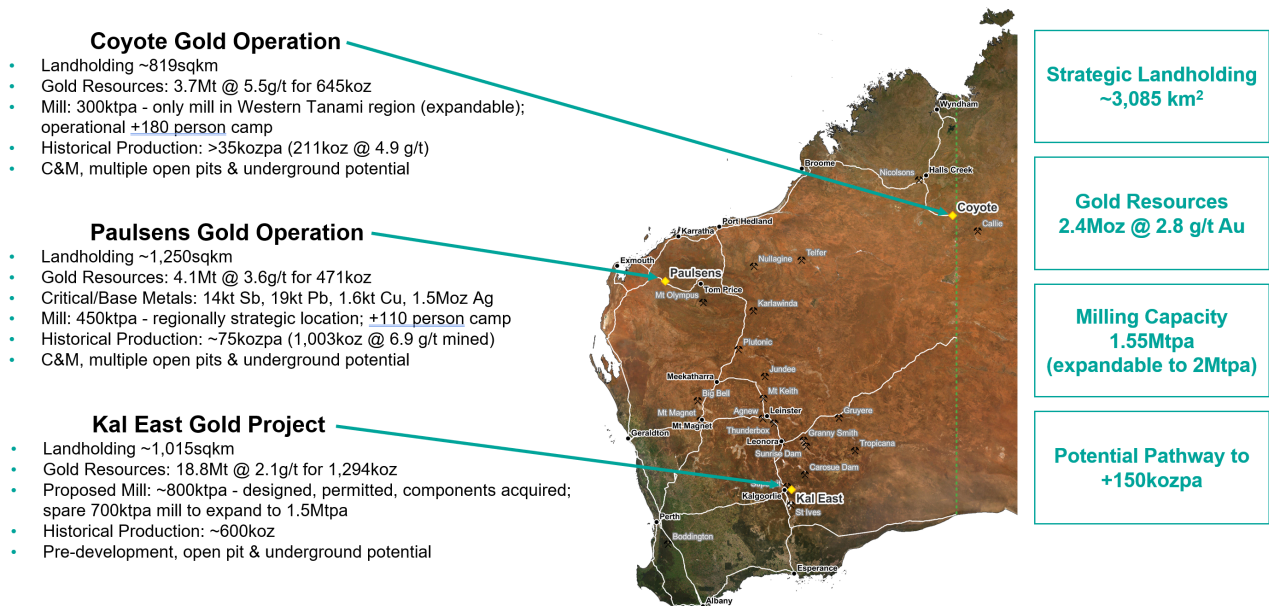 Coyote Gold Operation
• Landholding ~819sqkm
• Gold Resources: 3.7Mt @ 5.5g/t for 645koz
• Mill: 300ktpa - only mill in Western Tanami region (expandable);
operational +180 person camp
• Historical Production: >35kozpa (211koz @ 4.9 g/t)
• C&M, multiple open pits & underground potential
Paulsens Gold Operation
• Landholding ~1,250sqkm
• Gold Resources: 4.1Mt @ 3.6g/t for 471koz
• Critical/Base Metals: 14kt Sb, 19kt Pb, 1.6kt Cu, 1.5Moz Ag
• Mill: 450ktpa - regionally strategic location; +110 person camp
• Historical Production: ~75kozpa (1,003koz @ 6.9 g/t mined)
• C&M, multiple open pits & underground potential
Kal East Gold Project
• Landholding ~1,015sqkm
• Gold Resources: 18.8Mt @ 2.1g/t for 1,294koz
• Proposed Mill: ~800ktpa - designed, permitted, components acquired;
spare 700ktpa mill to expand to 1.5Mtpa
• Historical Production: ~600koz
• Pre-development, open pit & underground potential
Wyndham
Broome
Nicolsons
Halls Creek
Coyote
Callie
Port Hedland
Karratha
Exmouth
Nullagine
Telfer
Paulsens
Tom Price
Mt Olympus
Karlawinda
Plutonic
Jundee
Meekatharra
Big Bell
Mt Keith
Mt Magnet
Mt Magnet
Agnew
Leinster
Gruyere
Thunderbox
Geraldton
Leonora
Granny Smith
Tropicana
Sunrise Dam
Carosue Dam
Kalgoorlie
Kal East
St Ives
Perth
Boddington
Esperance
Albany
Strategic Landholding
~3,085 km²
Gold Resources
2.4Moz @ 2.8 g/t Au
Milling Capacity
1.55Mtpa
(expandable to 2Mtpa)
Potential Pathway to
+150kozpa